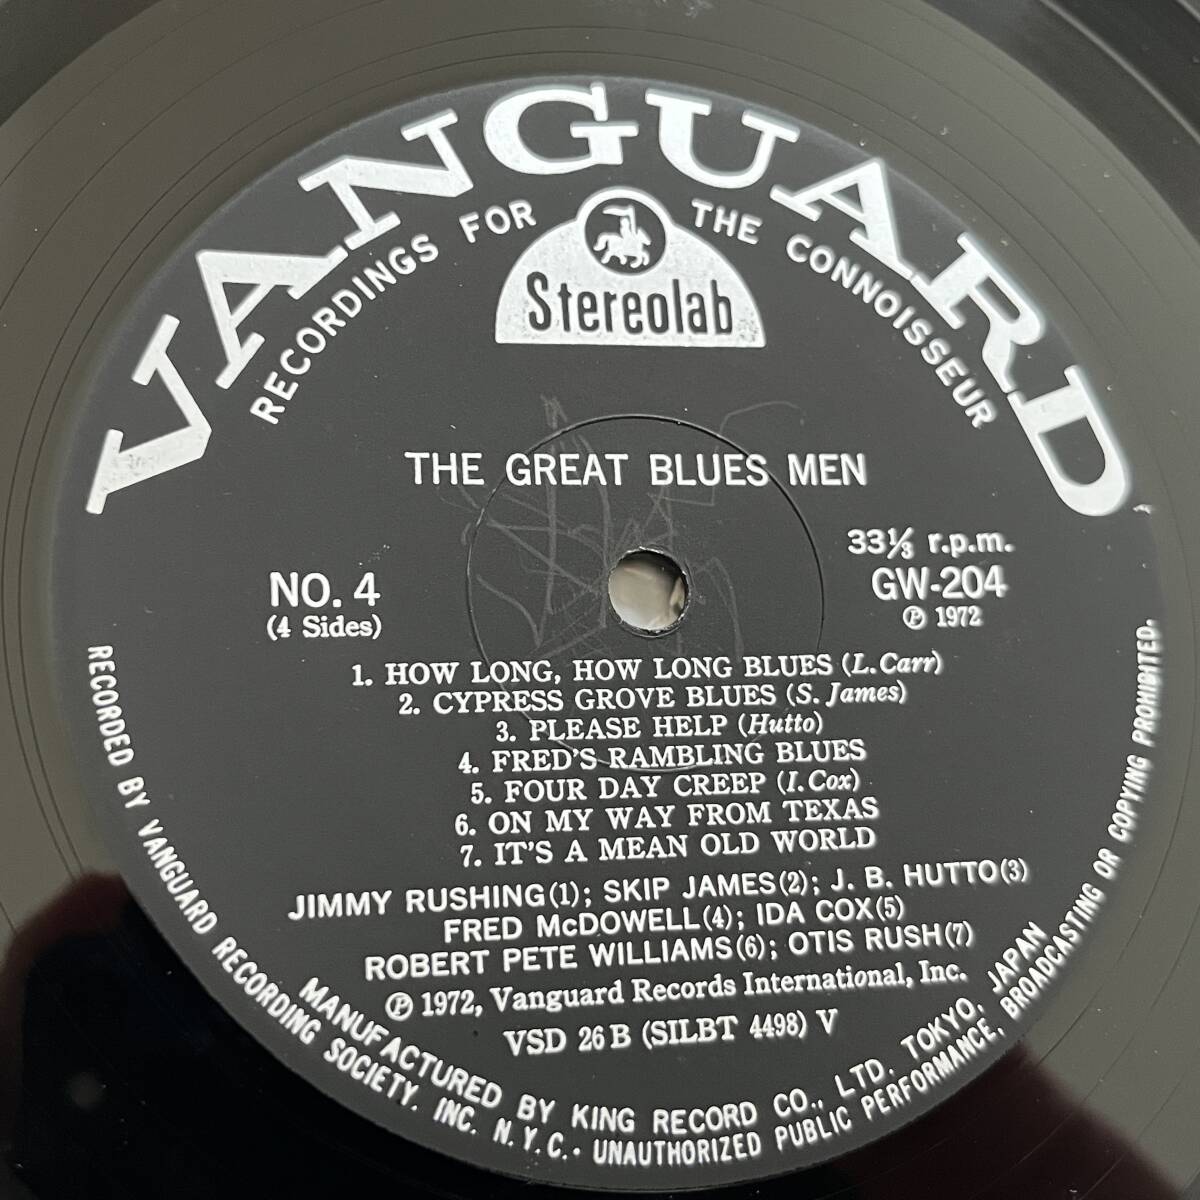 VANGUARD
RECORDINGS FOR THE CONNOISSEUR
Stereolab
THE GREAT BLUES MEN
33⅓ r.p.m.
NO. 4
GW-204
(4 Sides)
Ⓟ 1972
1. HOW LONG, HOW LONG BLUES (L. Carr)
2. CYPRESS GROVE BLUES (S. James)
3. PLEASE HELP (Hutto)
4. FRED'S RAMBLING BLUES
5. FOUR DAY CREEP (I. Cox)
6. ON MY WAY FROM TEXAS
7. IT'S A MEAN OLD WORLD
JIMMY RUSHING(1); SKIP JAMES(2); J. B. HUTTO(3)
FRED McDOWELL(4); IDA COX(5)
ROBERT PETE WILLIAMS(6); OTIS RUSH(7)
Ⓟ 1972, Vanguard Records International, Inc.
VSD 26 B (SILBT 4498) V
MANUFACTURED BY KING RECORD CO., LTD. TOKYO, JAPAN
RECORDED BY VANGUARD RECORDING SOCIETY. INC. N.Y.C. • UNAUTHORIZED PUBLIC PERFORMANCE, BROADCASTING OR COPYING PROHIBITED.